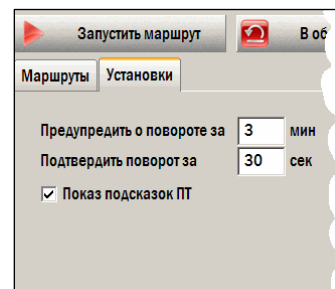 Запустить маршрут В об
Маршруты Установки
Предупредить о повороте за 3 мин
Подтвердить поворот за 30 сек
Показ подсказок ПТ